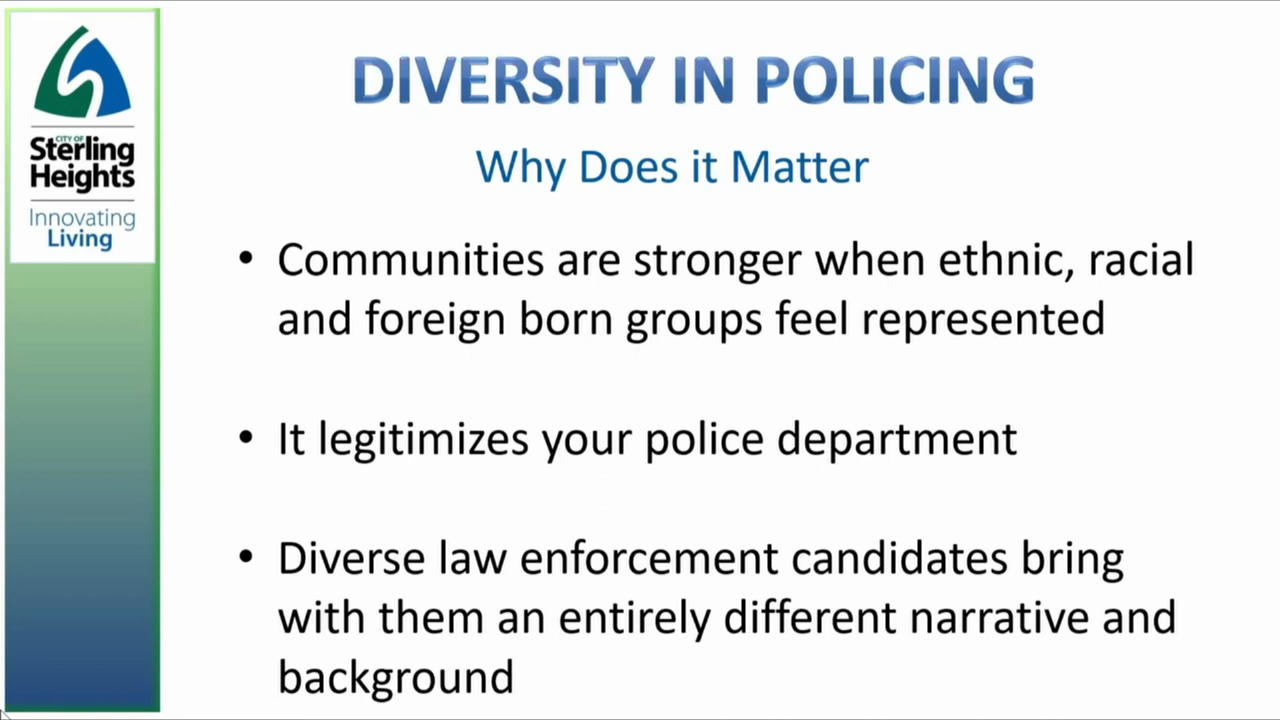 CITY OF
Sterling
Heights
Innovating
Living
DIVERSITY IN POLICING
Why Does it Matter
• Communities are stronger when ethnic, racial
and foreign born groups feel represented
• It legitimizes your police department
• Diverse law enforcement candidates bring
with them an entirely different narrative and
background